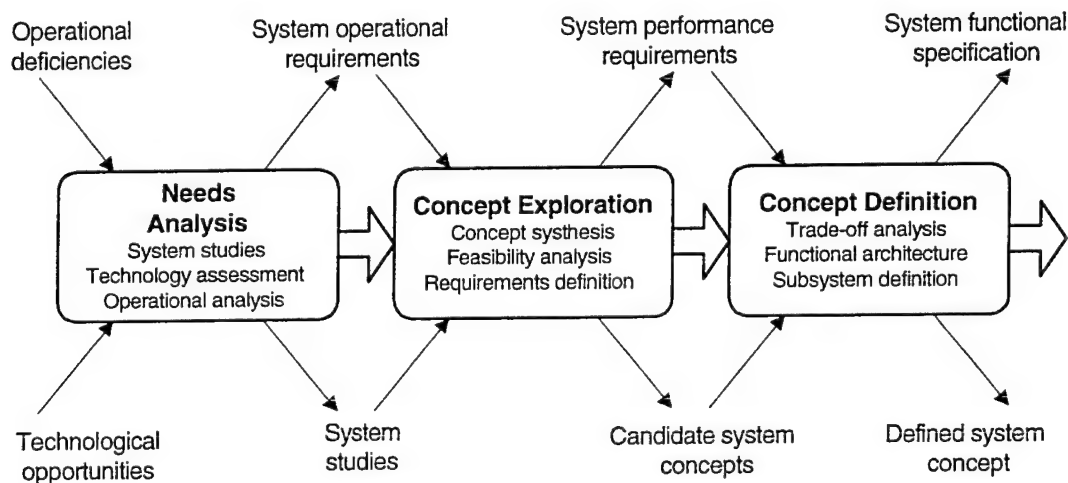 Operational
deficiencies
System operational
requirements
System performance
requirements
System functional
specification
Needs
Analysis
System studies
Technology assessment
Operational analysis
Concept Exploration
Concept systhesis
Feasibility analysis
Requirements definition
Concept Definition
Trade-off analysis
Functional architecture
Subsystem definition
Technological
opportunities
System
studies
Candidate system
concepts
Defined system
concept